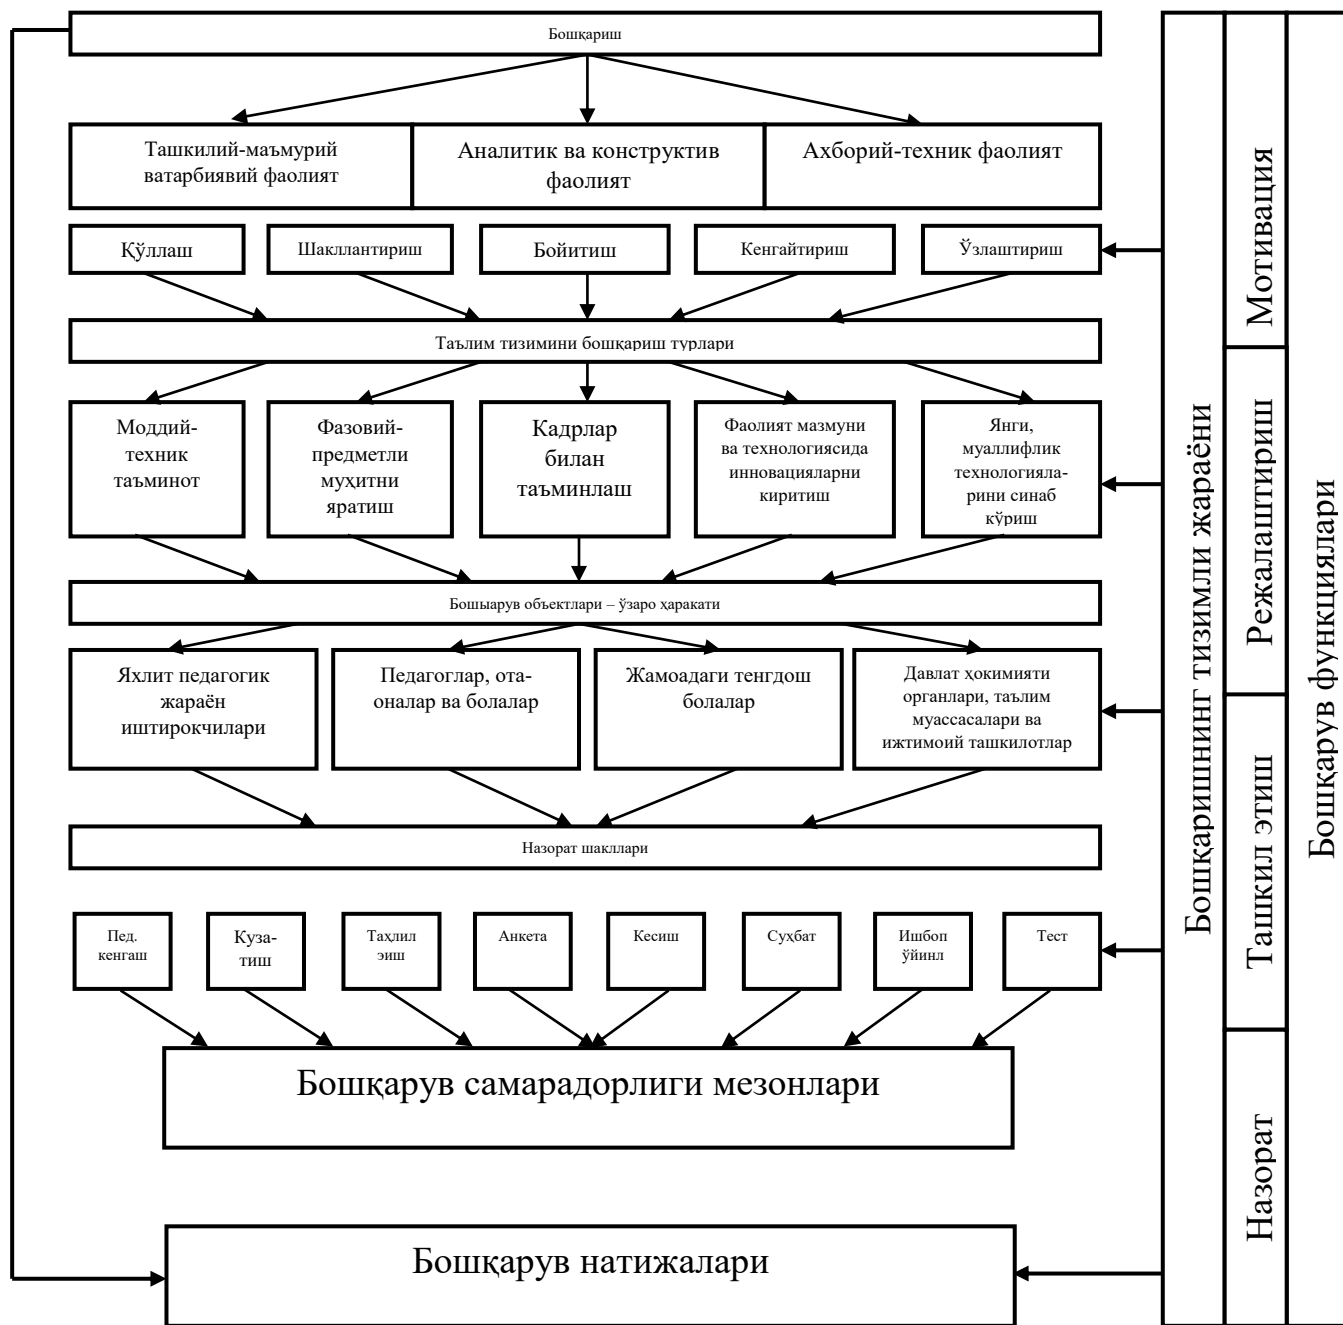 Бошқариш
Ташкилий-маъмурий
ватарбиявий фаолият
Аналитик ва конструктив
фаолият
Ахборий-техник фаолият
Қўллаш
Шакллантириш
Бойитиш
Кенгайтириш
Ўзлаштириш
Таълим тизимини бошқариш турлари
Моддий-
техник
таъминот
Фазовий-
предметли
муҳитни
яратиш
Кадрлар
билан
таъминлаш
Фаолият мазмуни
ва технологиясида
инновацияларни
киритиш
Янги,
муаллифлик
технологияла-
рини синаб
кўриш
Бошыарув объектлари – ўзаро ҳаракати
Яхлит педагогик
жараён
иштирокчилари
Педагоглар, ота-
оналар ва болалар
Жамоадаги тенгдош
болалар
Давлат ҳокимияти
органлари, таълим
муассасалари ва
ижтимоий ташкилотлар
Назорат шакллари
Пед.
кенгаш
Куза-
тиш
Таҳлил
эиш
Анкета
Кесиш
Суҳбат
Ишбоп
ўйинл
Тест
Бошқарув самарадорлиги мезонлари
Бошқарув натижалари
Бошқаришнинг тизимли жараёни
Мотивация
Режалаштириш
Ташкил этиш
Назорат
Бошқарув функциялари